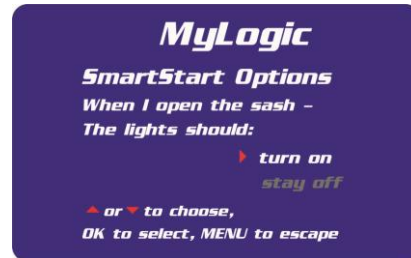 MyLogic
SmartStart Options
When I open the sash –
The lights should:
turn on
stay off
or to choose,
OK to select, MENU to escape